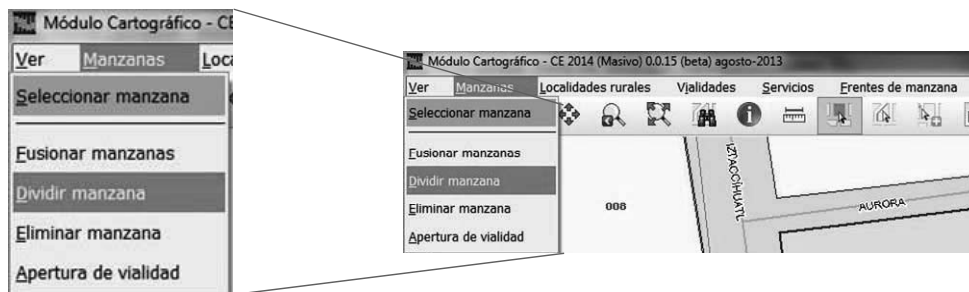 Módulo Cartográfico - CE
Ver Manzanas Loca
Seleccionar manzana
Fusionar manzanas
Dividir manzana
Eliminar manzana
Apertura de vialidad
Módulo Cartográfico - CE 2014 (Masivo) 0.0.15 (beta) agosto-2013
Ver Manzanas Localidades rurales Vialidades Servicios Frentes de manzana
Seleccionar manzana
Fusionar manzanas
Dividir manzana
Eliminar manzana
Apertura de vialidad
008
IZTACCÍHUATL
AURORA